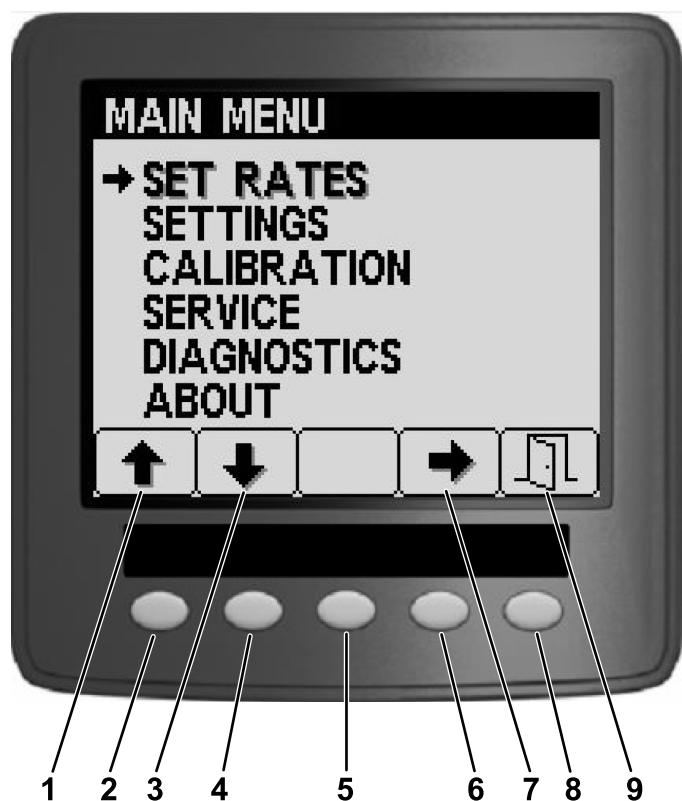 MAIN MENU
SET RATES
SETTINGS
CALIBRATION
SERVICE
DIAGNOSTICS
ABOUT
1 2 3 4 5 6 7 8 9